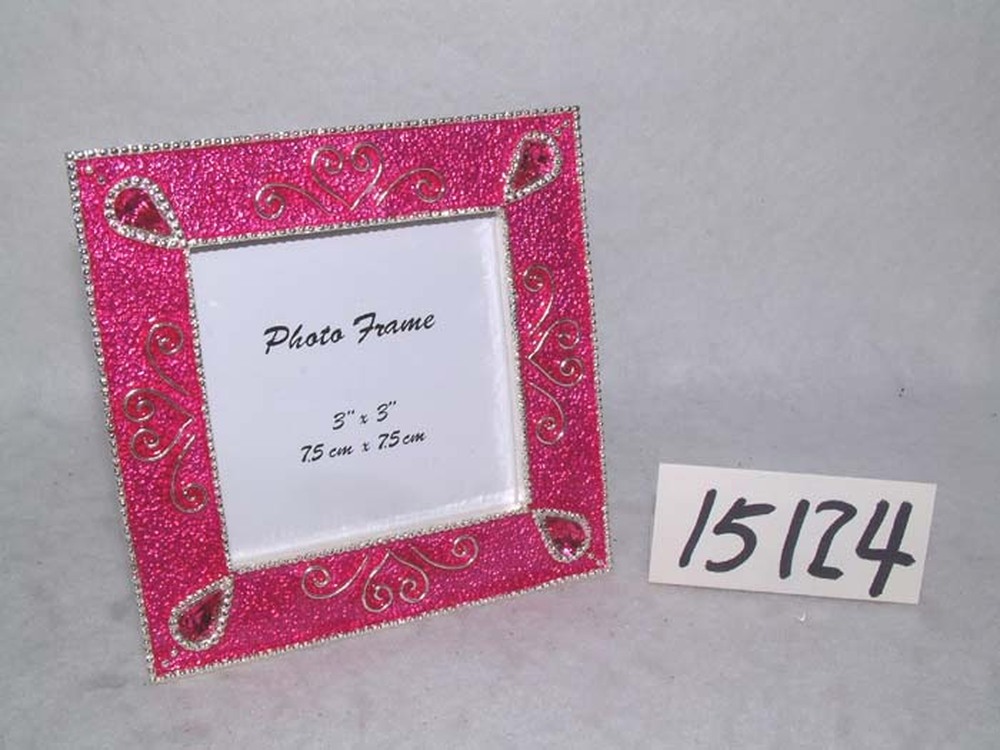 Photo Frame
3" x 3"
7.5 cm x 7.5 cm
15124